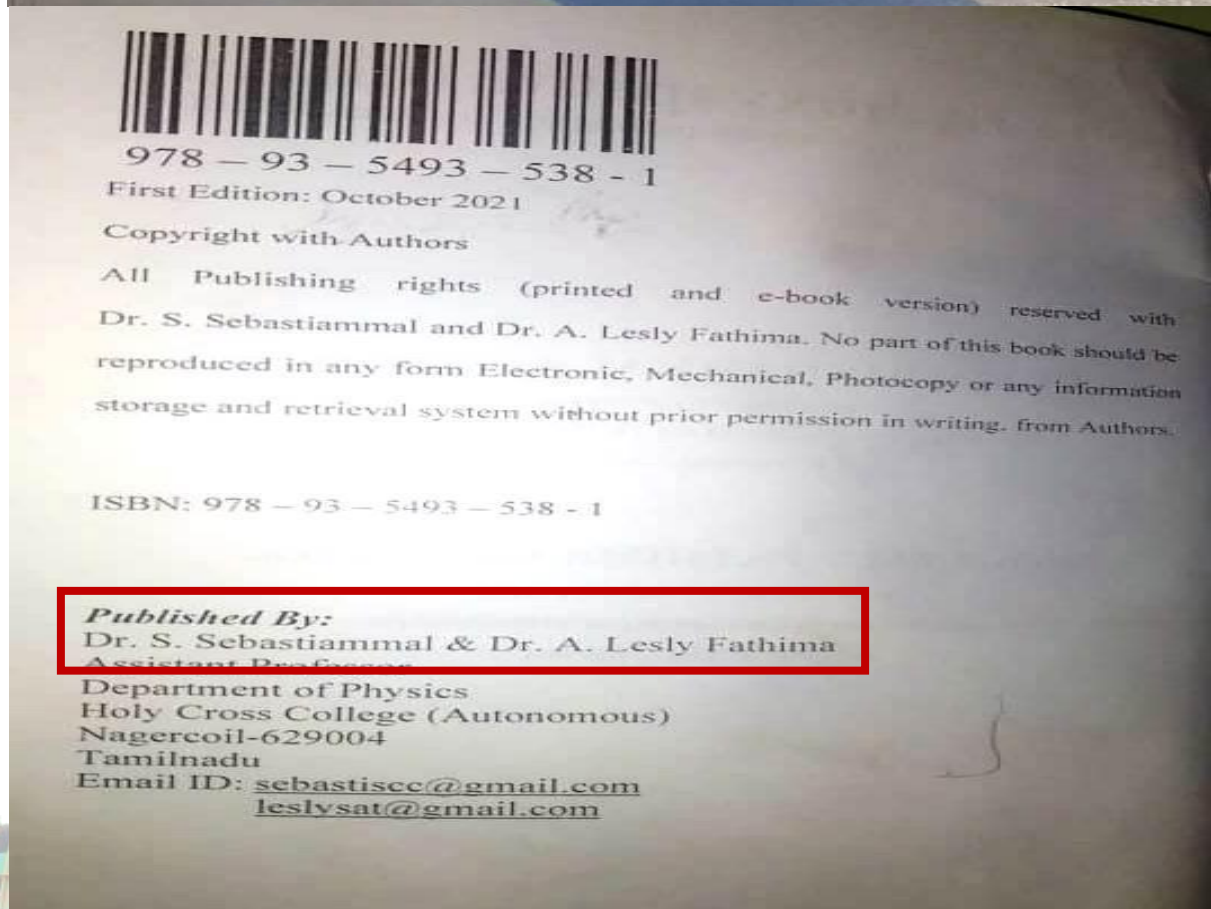 978 – 93 – 5493 – 538 - 1
First Edition: October 2021
Copyright with Authors
All Publishing rights (printed and e-book version) reserved with
Dr. S. Sebastiammal and Dr. A. Lesly Fathima. No part of this book should be
reproduced in any form Electronic, Mechanical, Photocopy or any information
storage and retrieval system without prior permission in writing. from Authors.
ISBN: 978 – 93 – 5493 – 538 - 1
Published By:
Dr. S. Sebastiammal & Dr. A. Lesly Fathima
Assistant Professor
Department of Physics
Holy Cross College (Autonomous)
Nagercoil-629004
Tamilnadu
Email ID: sebastiscc@gmail.com
leslysat@gmail.com